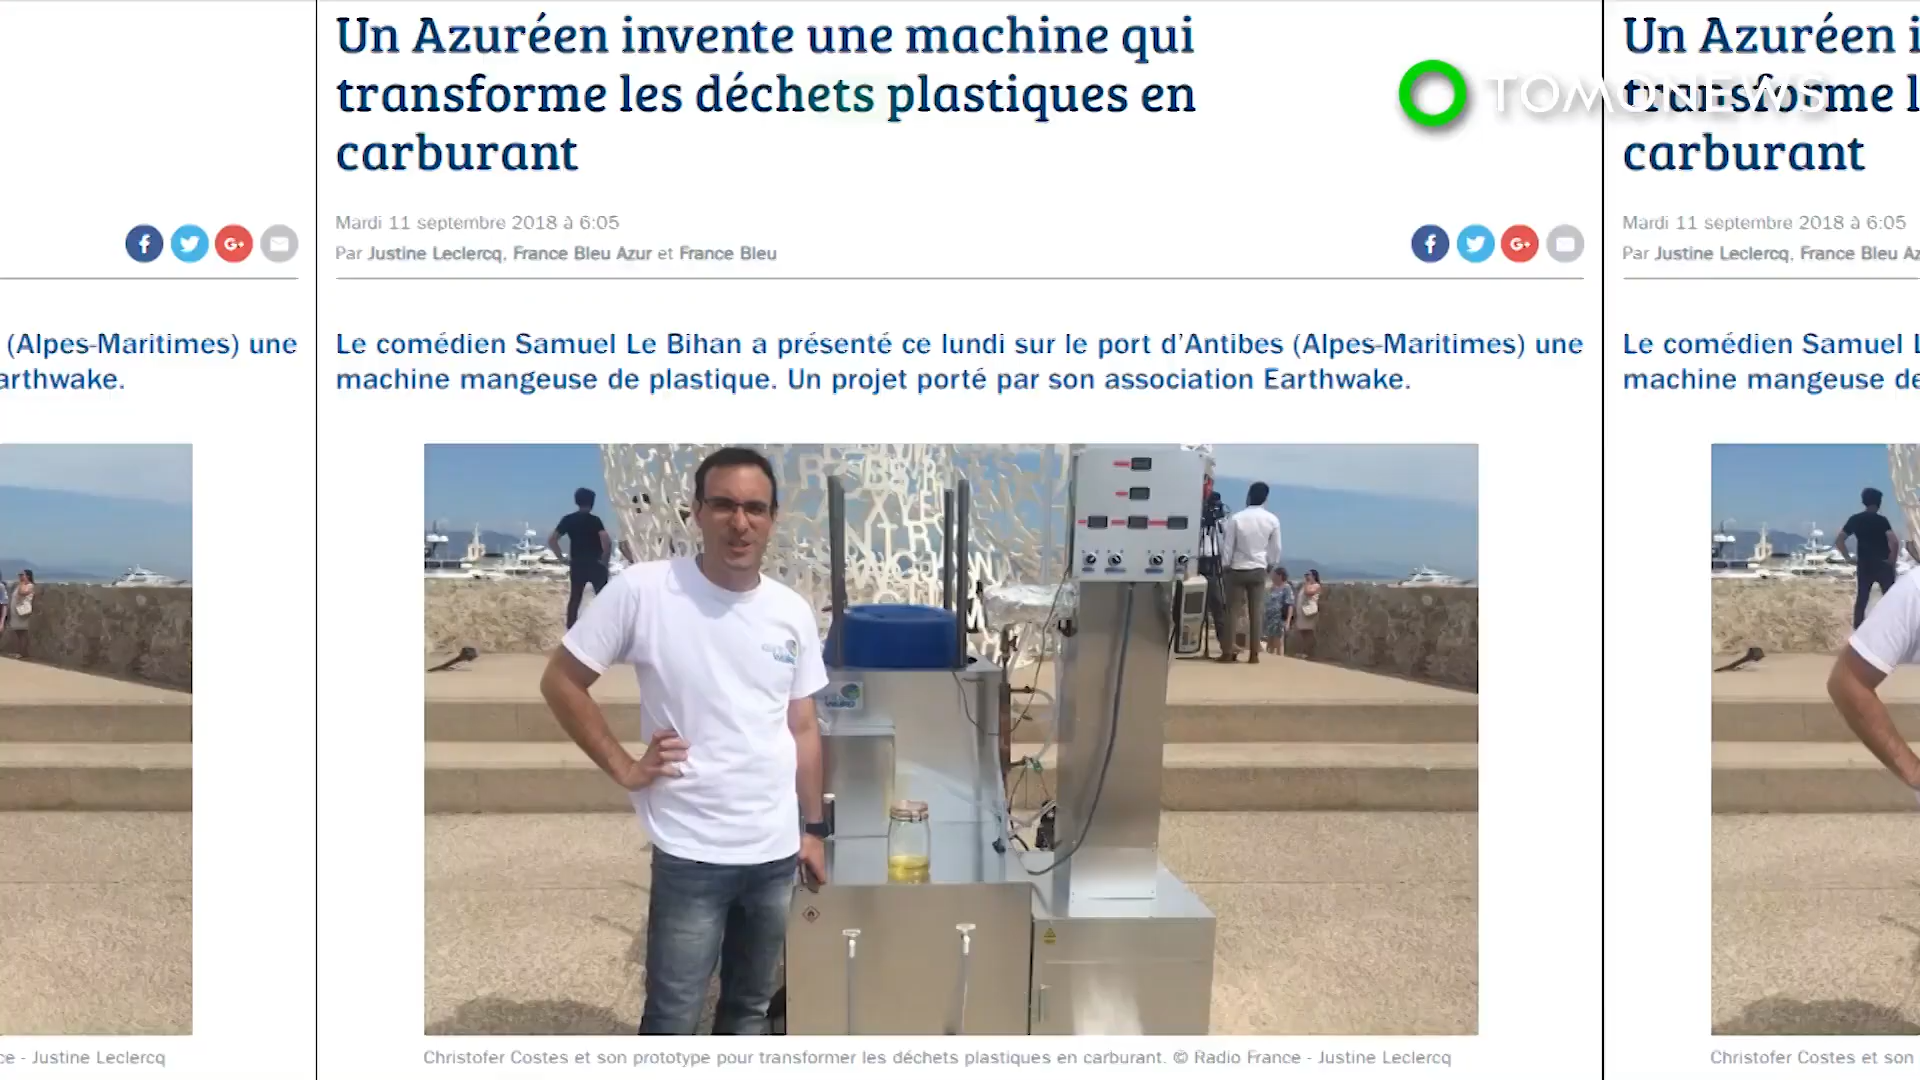 Un Azuréen invente une machine qui
transforme les déchets plastiques en
carburant
Mardi 11 septembre 2018 à 6:05
Par Justine Leclercq, France Bleu Azur et France Bleu
Le comédien Samuel Le Bihan a présenté ce lundi sur le port d'Antibes (Alpes-Maritimes) une
machine mangeuse de plastique. Un projet porté par son association Earthwake.
Christofer Costes et son prototype pour transformer les déchets plastiques en carburant. © Radio France - Justine Leclercq
(Alpes-Maritimes) une
arthwake.
ce - Justine Leclercq
TOMONEWS
Un Azuréen i
transforme l
carburant
Mardi 11 septembre 2018 à 6:05
Par Justine Leclercq, France Bleu Az
Le comédien Samuel L
machine mangeuse de
Christofer Costes et son